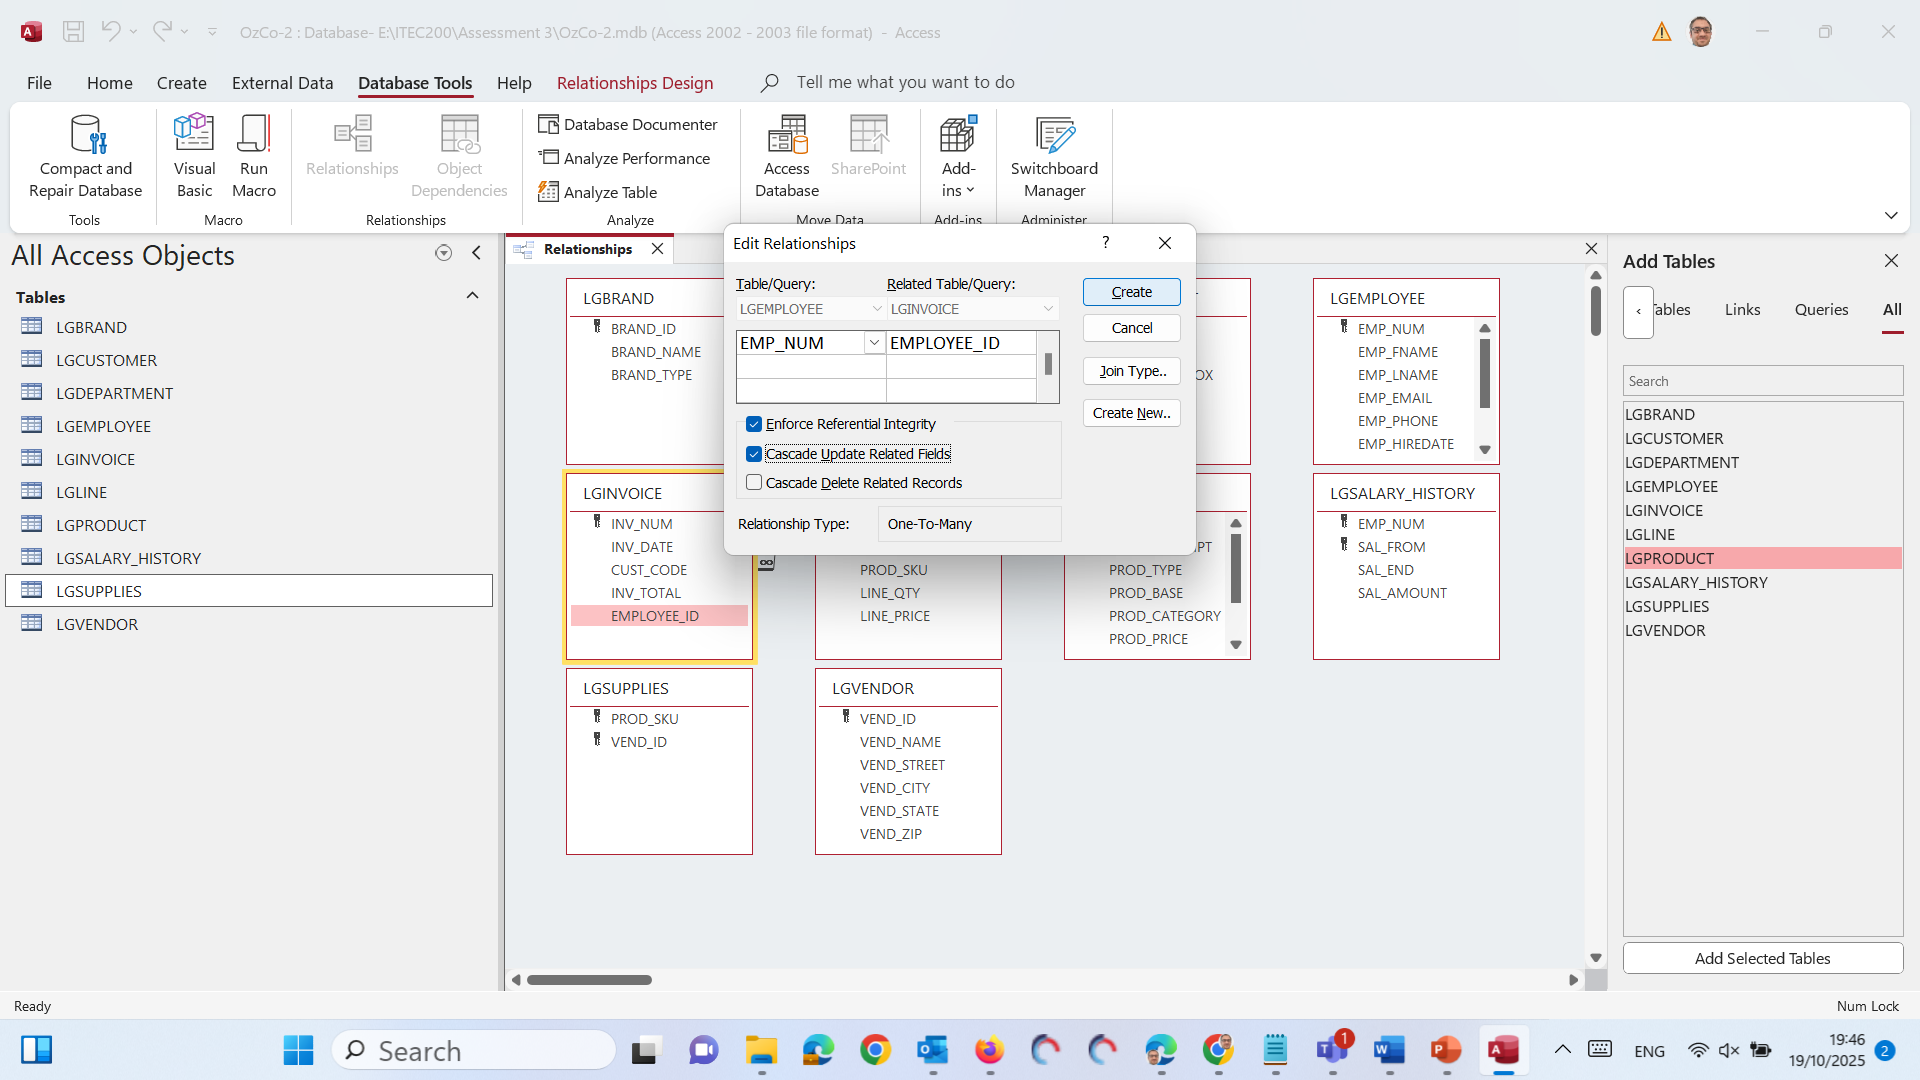 OzCo-2 : Database- E:\ITEC200\Assessment 3\OzCo-2.mdb (Access 2002 - 2003 file format) - Access
File Home Create External Data Database Tools Help Relationships Design Tell me what you want to do
Compact and Repair Database
Tools
Visual Basic
Run Macro
Macro
Relationships
Object Dependencies
Relationships
Database Documenter
Analyze Performance
Analyze Table
Analyze
Access Database
SharePoint
Move Data
Add-ins
Add-ins
Switchboard Manager
Administer
All Access Objects
Tables
LGBRAND
LGCUSTOMER
LGDEPARTMENT
LGEMPLOYEE
LGINVOICE
LGLINE
LGPRODUCT
LGSALARY_HISTORY
LGSUPPLIES
LGVENDOR
Relationships
LGBRAND
BRAND_ID
BRAND_NAME
BRAND_TYPE
Edit Relationships
?
Table/Query: Related Table/Query:
LGEMPLOYEE LGINVOICE
EMP_NUM EMPLOYEE_ID
Enforce Referential Integrity
Cascade Update Related Fields
Cascade Delete Related Records
Relationship Type: One-To-Many
Create
Cancel
Join Type..
Create New..
OX
LGEMPLOYEE
EMP_NUM
EMP_FNAME
EMP_LNAME
EMP_EMAIL
EMP_PHONE
EMP_HIREDATE
LGINVOICE
INV_NUM
INV_DATE
CUST_CODE
INV_TOTAL
EMPLOYEE_ID
PROD_SKU
LINE_QTY
LINE_PRICE
PT
PROD_TYPE
PROD_BASE
PROD_CATEGORY
PROD_PRICE
LGSALARY_HISTORY
EMP_NUM
SAL_FROM
SAL_END
SAL_AMOUNT
LGSUPPLIES
PROD_SKU
VEND_ID
LGVENDOR
VEND_ID
VEND_NAME
VEND_STREET
VEND_CITY
VEND_STATE
VEND_ZIP
Add Tables
ables Links Queries All
Search
LGBRAND
LGCUSTOMER
LGDEPARTMENT
LGEMPLOYEE
LGINVOICE
LGLINE
LGPRODUCT
LGSALARY_HISTORY
LGSUPPLIES
LGVENDOR
Add Selected Tables
Ready
Num Lock
Search
1
ENG
19:46
19/10/2025
2